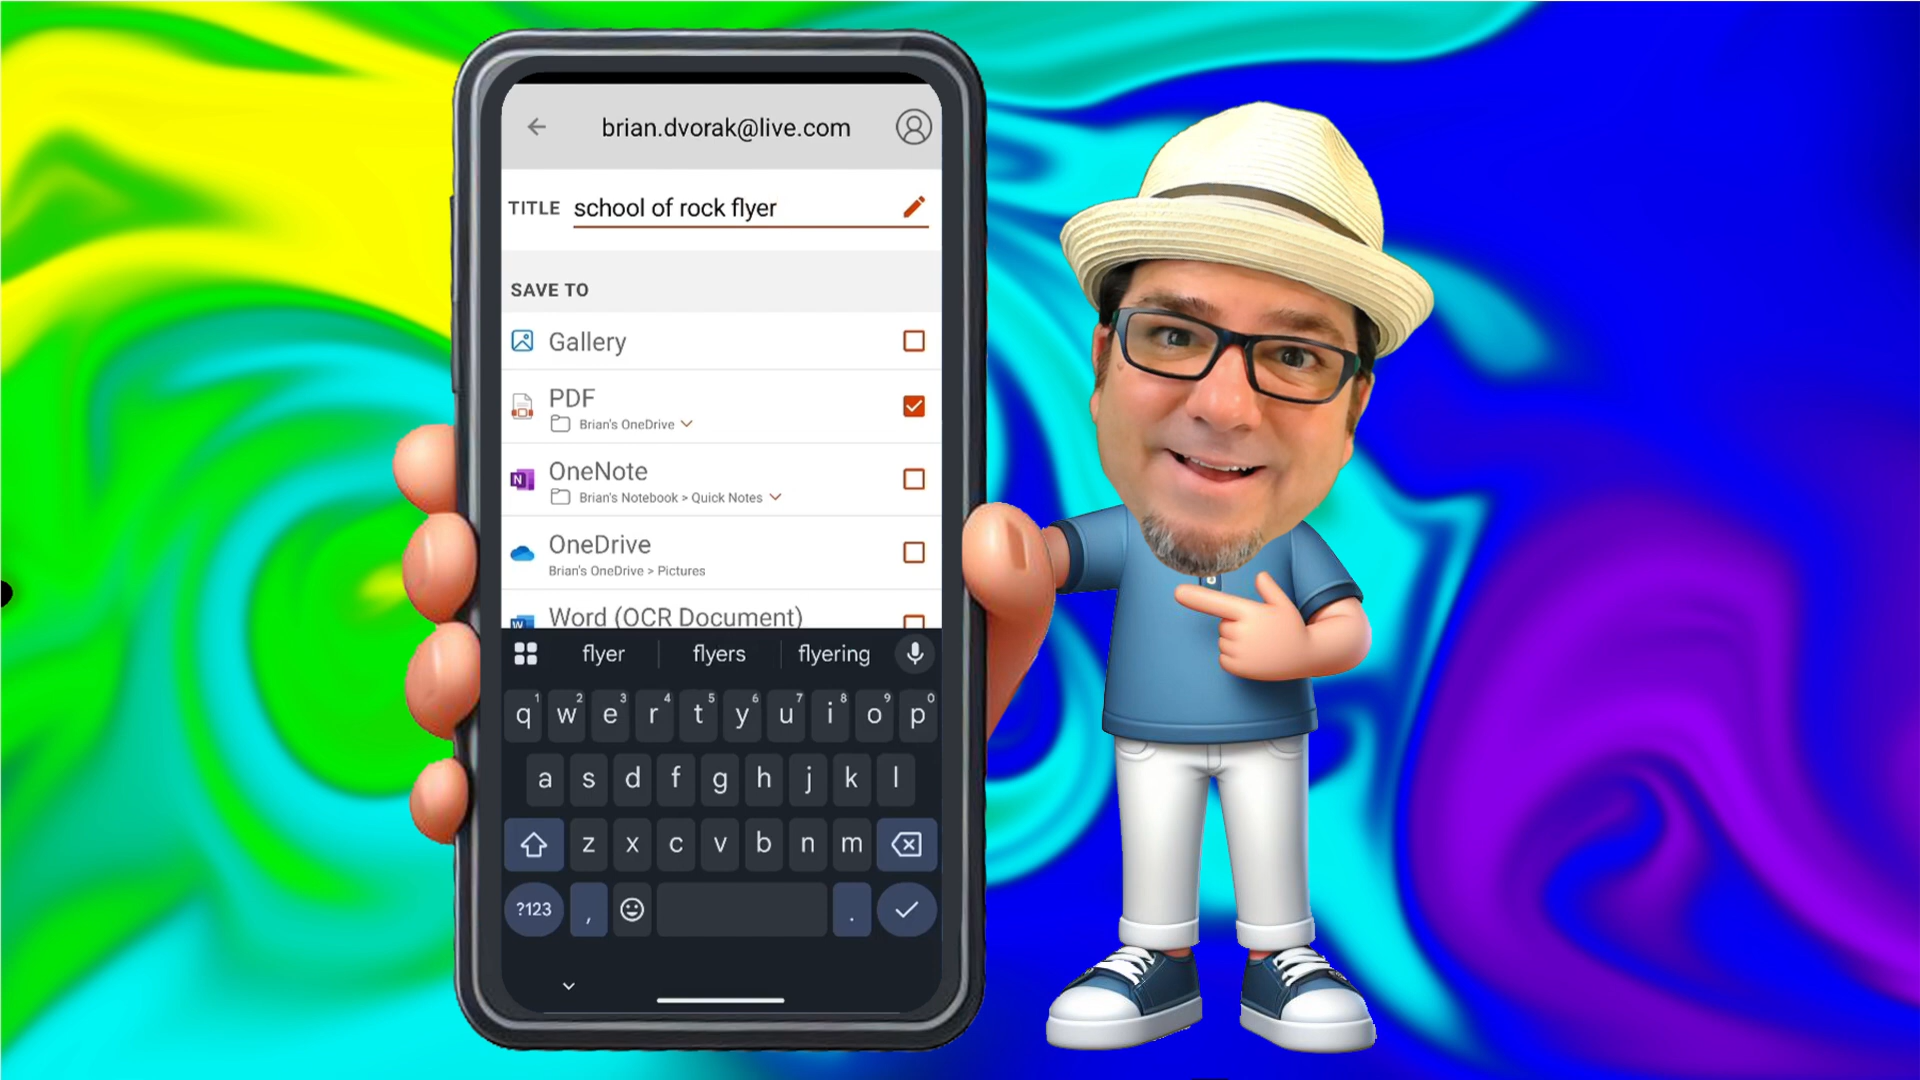 brian.dvorak@live.com
TITLE school of rock flyer
SAVE TO
Gallery
PDF
Brian's OneDrive
OneNote
Brian's Notebook > Quick Notes
OneDrive
Brian's OneDrive > Pictures
Word (OCR Document)
flyer flyers flyering
1 2 3 4 5 6 7 8 9 0
q w e r t y u i o p
a s d f g h j k l
z x c v b n m
?123 , .